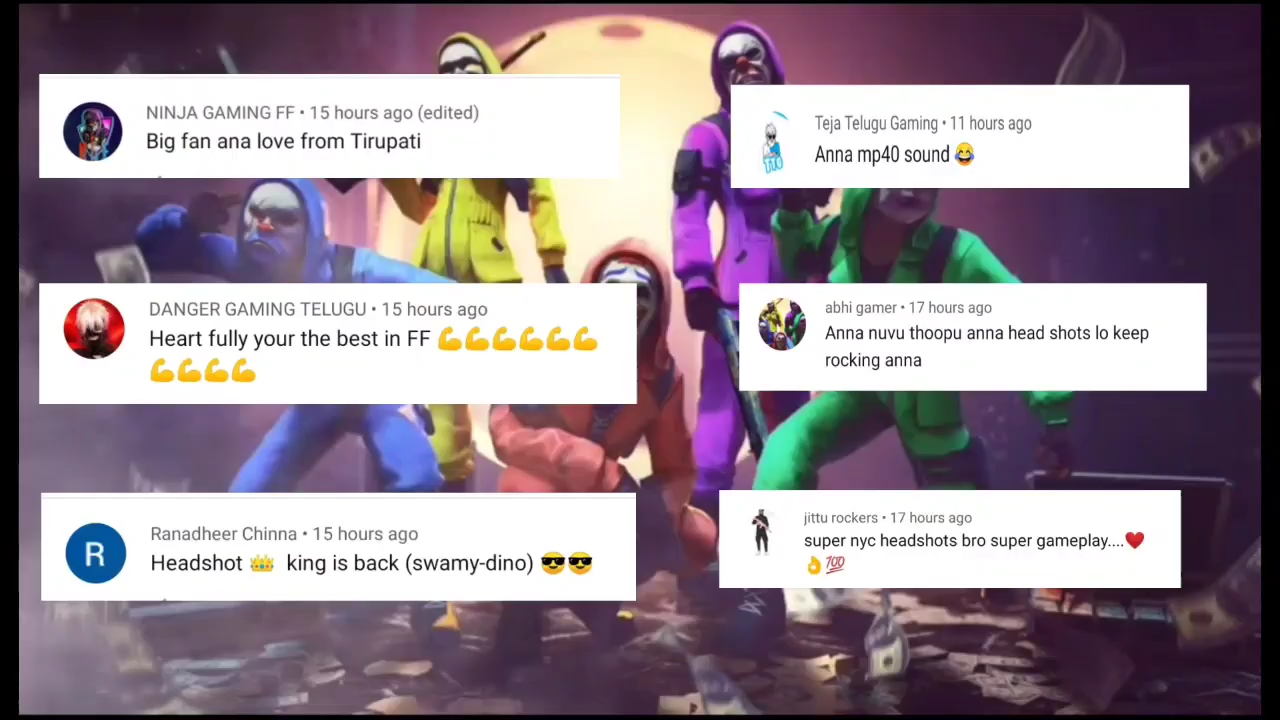 NINJA GAMING FF • 15 hours ago (edited)
Big fan ana love from Tirupati
DANGER GAMING TELUGU • 15 hours ago
Heart fully your the best in FF 💪💪💪💪💪💪
💪💪💪💪
R
Ranadheer Chinna • 15 hours ago
Headshot 👑 king is back (swamy-dino) 😎😎
TTG
Teja Telugu Gaming • 11 hours ago
Anna mp40 sound 😂
abhi gamer • 17 hours ago
Anna nuvu thoopu anna head shots lo keep
rocking anna
jittu rockers • 17 hours ago
super nyc headshots bro super gameplay....♥️
👌💯